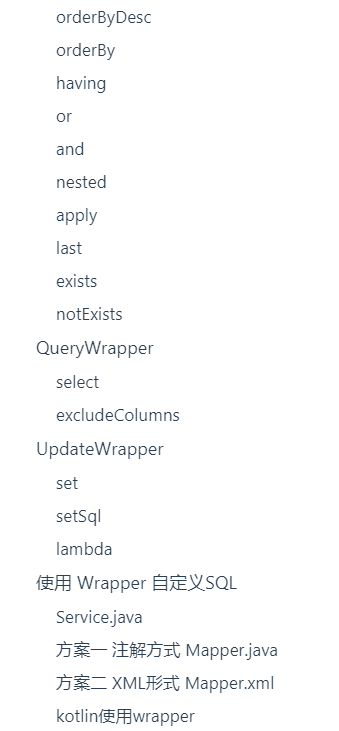 orderByDesc
orderBy
having
or
and
nested
apply
last
exists
notExists
QueryWrapper
select
excludeColumns
UpdateWrapper
set
setSql
lambda
使用 Wrapper 自定义SQL
Service.java
方案一 注解方式 Mapper.java
方案二 XML形式 Mapper.xml
kotlin使用wrapper